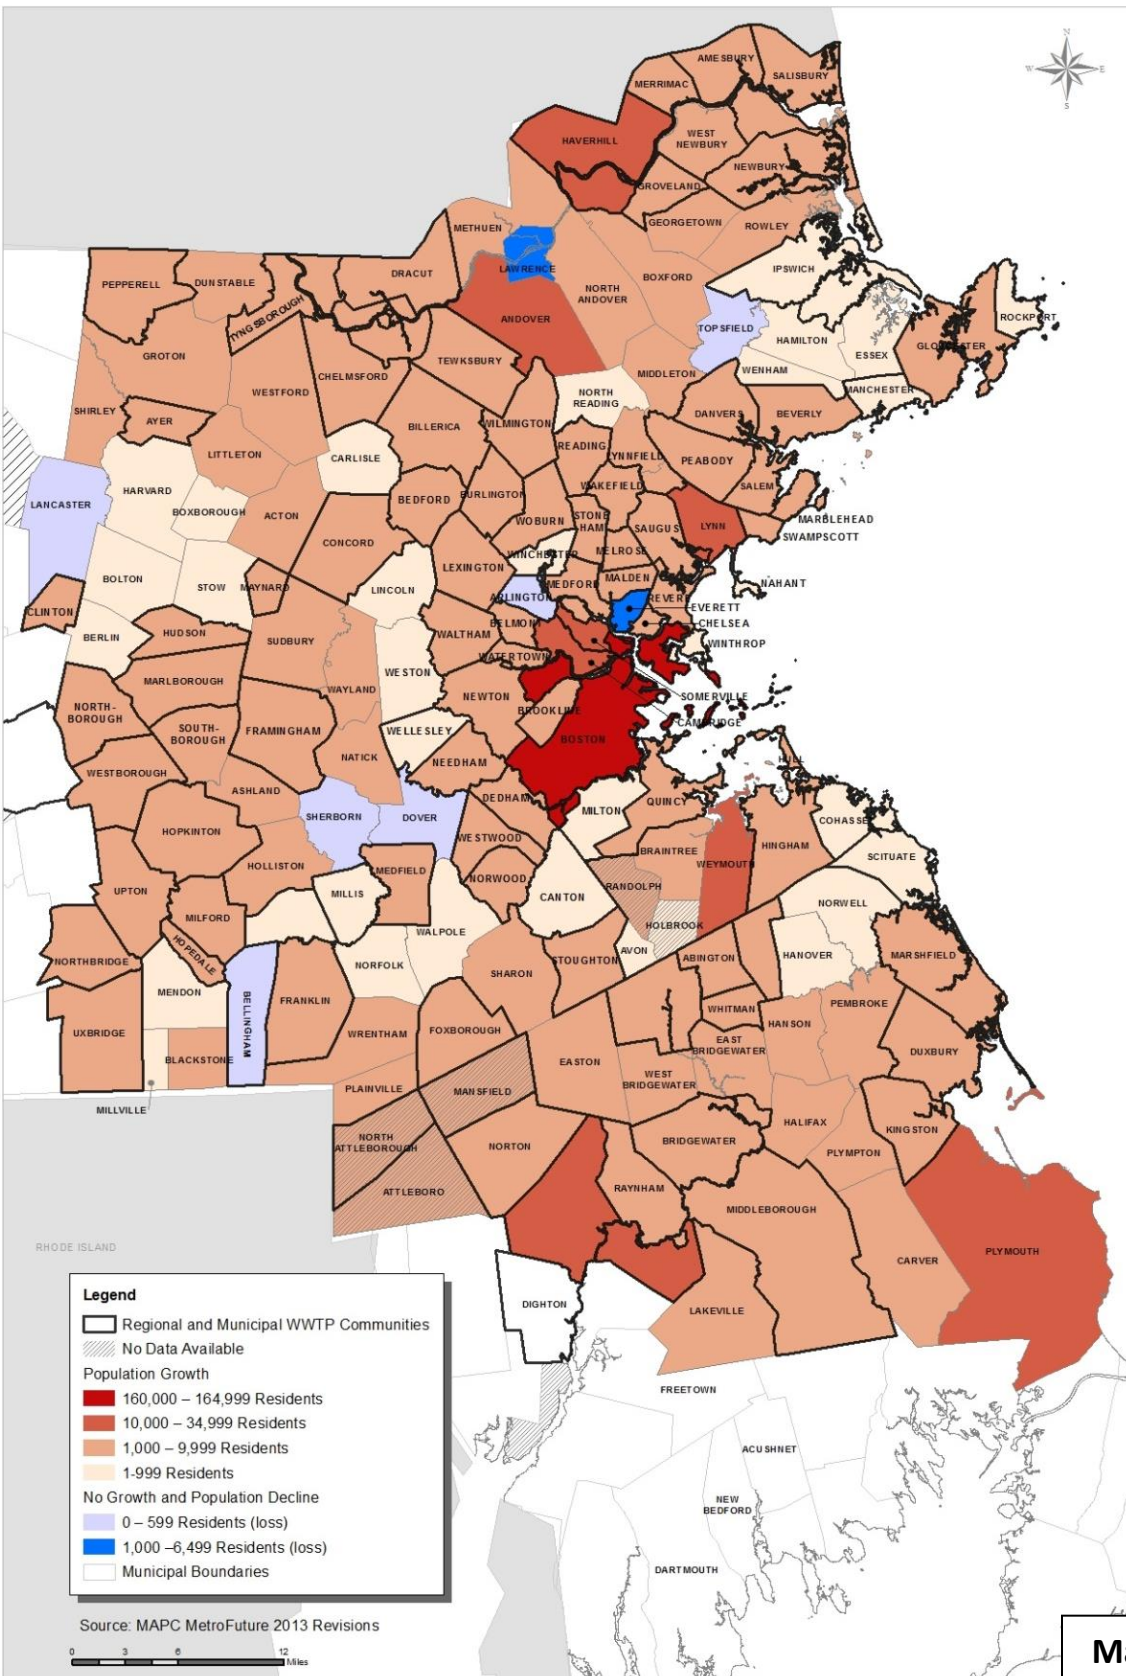 N
W E
S
AMESBURY
SALISBURY
MERRIMAC
HAVERHILL
WEST
NEWBURY
NEWBURY
GROVELAND
GEORGETOWN
ROWLEY
METHUEN
LAWRENCE
IPSWICH
DRACUT
PEPPERELL
DUNSTABLE
BOXFORD
NORTH
ANDOVER
TYNGSBOROUGH
ANDOVER
TOPSFIELD
ROCKPORT
HAMILTON
GLOUCESTER
ESSEX
GROTON
TEWKSBURY
CHELMSFORD
MIDDLETON
WENHAM
WESTFORD
NORTH
READING
MANCHESTER
SHIRLEY
AYER
DANVERS
BEVERLY
BILLERICA
WILMINGTON
READING
LYNNFIELD
PEABODY
LITTLETON
CARLISLE
WAKEFIELD
SALEM
HARVARD
BEDFORD
BURLINGTON
LANCASTER
BOXBOROUGH
ACTON
WOBURN
STONE
HAM
SAUGUS
LYNN
MARBLEHEAD
SWAMPSCOTT
CONCORD
WINCHESTER
MELROSE
LEXINGTON
BOLTON
STOW
MAYNARD
LINCOLN
MEDFORD
MALDEN
NAHANT
ARLINGTON
REVERE
EVERETT
CLINTON
CHELSEA
BELMONT
BERLIN
HUDSON
SUDBURY
WALTHAM
WINTHROP
WATERTOWN
WESTON
MARLBOROUGH
WAYLAND
NEWTON
SOMERVILLE
NORTH-
BOROUGH
BROOKLINE
CAMBRIDGE
SOUTH-
BOROUGH
FRAMINGHAM
WELLESLEY
BOSTON
NATICK
NEEDHAM
HULL
WESTBOROUGH
ASHLAND
DEDHAM
QUINCY
SHERBORN
DOVER
MILTON
COHASSET
HOPKINTON
WESTWOOD
BRAINTREE
HINGHAM
SCITUATE
HOLLISTON
MEDFIELD
WEYMOUTH
NORWOOD
RANDOLPH
UPTON
MILLIS
CANTON
NORWELL
MILFORD
HOLBROOK
WALPOLE
HOPEDALE
AVON
HANOVER
MARSHFIELD
NORTHBRIDGE
NORFOLK
SHARON
STOUGHTON
ABINGTON
MENDON
BELLINGHAM
FRANKLIN
PEMBROKE
WHITMAN
HANSON
UXBRIDGE
WRENTHAM
FOXBOROUGH
EAST
BRIDGEWATER
DUXBURY
BLACKSTONE
EASTON
WEST
BRIDGEWATER
PLAINVILLE
MANSFIELD
MILLVILLE
HALIFAX
KINGSTON
NORTH
ATTLEBOROUGH
NORTON
BRIDGEWATER
PLYMPTON
ATTLEBORO
RAYNHAM
MIDDLEBOROUGH
RHODE ISLAND
PLYMOUTH
CARVER
DIGHTON
LAKEVILLE
FREETOWN
ACUSHNET
NEW
BEDFORD
DARTMOUTH
Legend
Regional and Municipal WWTP Communities
No Data Available
Population Growth
160,000 – 164,999 Residents
10,000 – 34,999 Residents
1,000 – 9,999 Residents
1-999 Residents
No Growth and Population Decline
0 – 599 Residents (loss)
1,000 –6,499 Residents (loss)
Municipal Boundaries
Source: MAPC MetroFuture 2013 Revisions
0 3 6 12
Miles